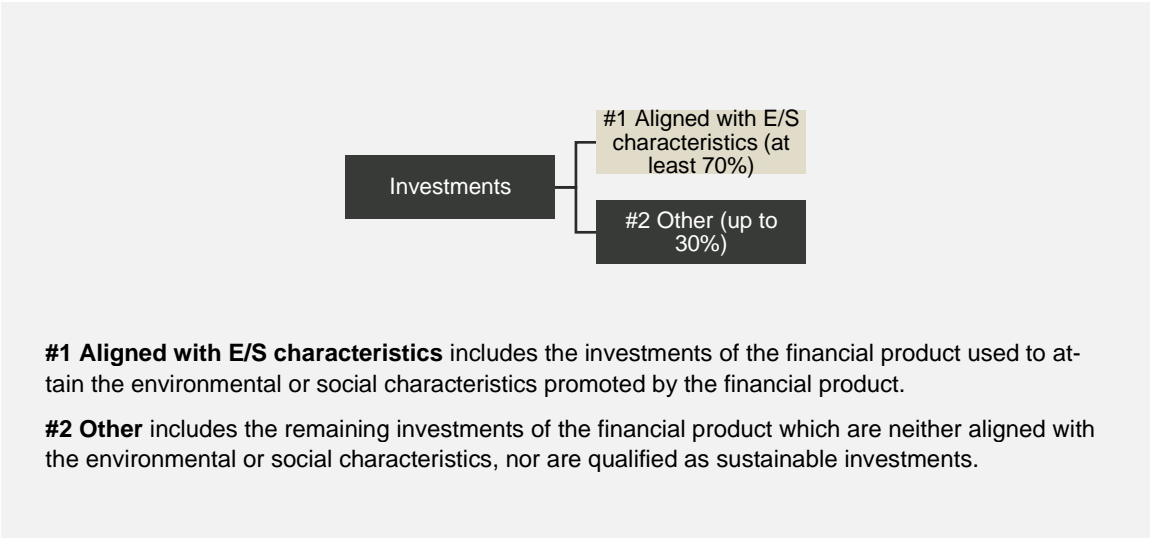 #1 Aligned with E/S
characteristics (at
least 70%)
Investments
#2 Other (up to
30%)
#1 Aligned with E/S characteristics includes the investments of the financial product used to at-
tain the environmental or social characteristics promoted by the financial product.
#2 Other includes the remaining investments of the financial product which are neither aligned with
the environmental or social characteristics, nor are qualified as sustainable investments.